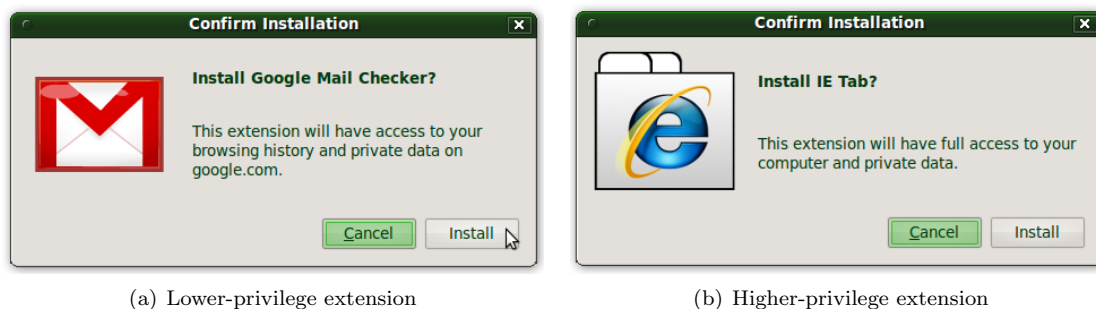 Confirm Installation
Install Google Mail Checker?
This extension will have access to your
browsing history and private data on
google.com.
Cancel
Install
(a) Lower-privilege extension
Confirm Installation
Install IE Tab?
This extension will have full access to your
computer and private data.
Cancel
Install
(b) Higher-privilege extension